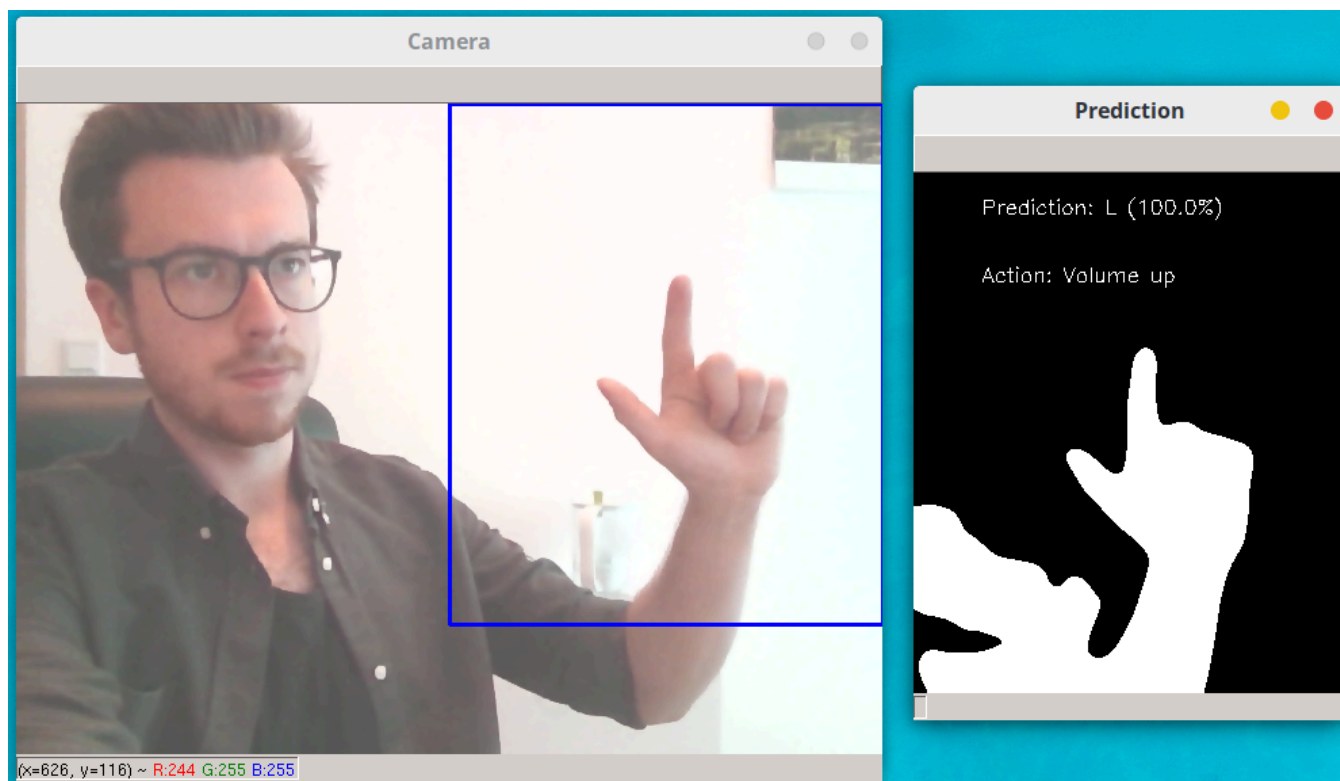 Camera
Prediction
Prediction: L (100.0%)
Action: Volume up
(x=626, y=116) ~ R:244 G:255 B:255